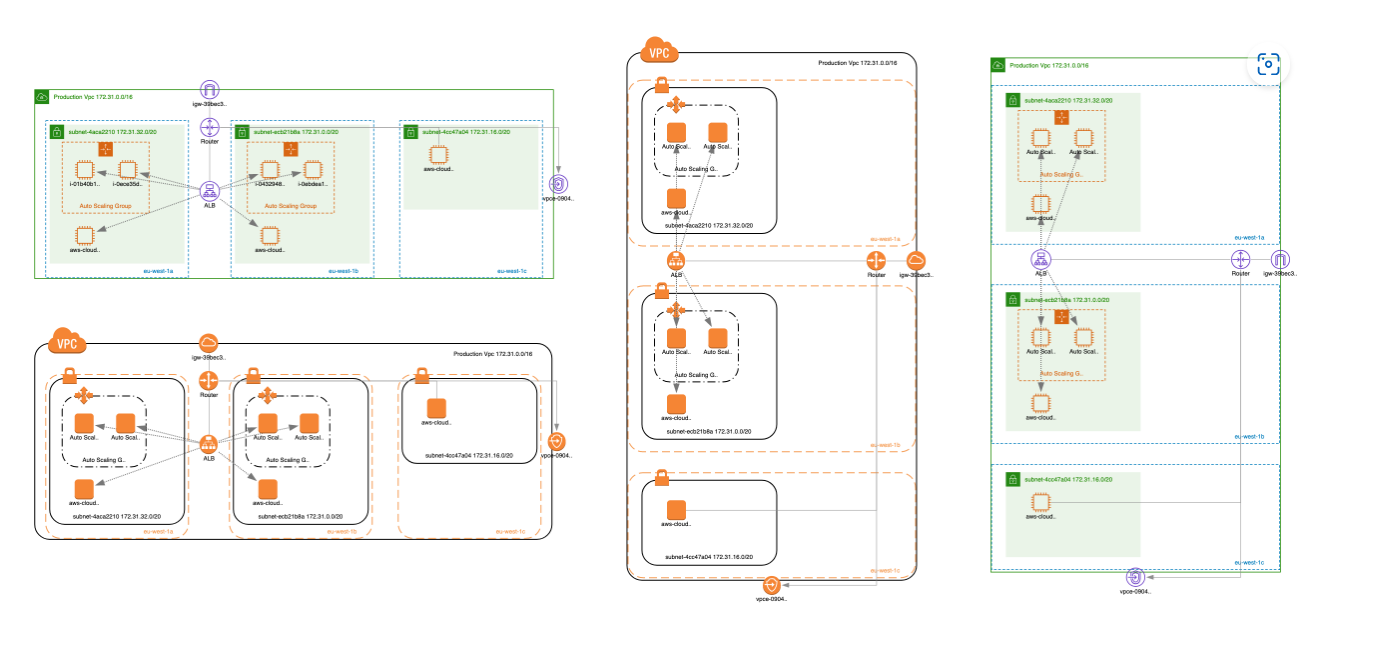 Production Vpc 172.31.0.0/16
igw-39bec3..
Router
subnet-4aca2210 172.31.32.0/20
subnet-ecb21b8a 172.31.0.0/20
subnet-4cc47a04 172.31.16.0/20
aws-cloud..
i-01b40b1..
i-0ece35d..
i-0432948..
i-0ebdea1..
vpce-0904..
ALB
Auto Scaling Group
Auto Scaling Group
aws-cloud..
aws-cloud..
eu-west-1a
eu-west-1b
eu-west-1c
VPC
Production Vpc 172.31.0.0/16
igw-39bec3..
Router
aws-cloud..
Auto Scal..
Auto Scal..
Auto Scal..
Auto Scal..
ALB
vpce-0904..
Auto Scaling G..
Auto Scaling G..
subnet-4cc47a04 172.31.16.0/20
aws-cloud..
aws-cloud..
subnet-4aca2210 172.31.32.0/20
subnet-ecb21b8a 172.31.0.0/20
eu-west-1a
eu-west-1b
eu-west-1c
VPC
Production Vpc 172.31.0.0/16
Auto Scal..
Auto Scal..
Auto Scaling G..
aws-cloud..
subnet-4aca2210 172.31.32.0/20
eu-west-1a
ALB
Router
igw-39bec3..
Auto Scal..
Auto Scal..
Auto Scaling G..
aws-cloud..
subnet-ecb21b8a 172.31.0.0/20
eu-west-1b
aws-cloud..
subnet-4cc47a04 172.31.16.0/20
eu-west-1c
vpce-0904..
Production Vpc 172.31.0.0/16
subnet-4aca2210 172.31.32.0/20
Auto Scal..
Auto Scal..
Auto Scaling G..
aws-cloud..
eu-west-1a
ALB
Router
igw-39bec3..
subnet-ecb21b8a 172.31.0.0/20
Auto Scal..
Auto Scal..
Auto Scaling G..
aws-cloud..
eu-west-1b
subnet-4cc47a04 172.31.16.0/20
aws-cloud..
eu-west-1c
vpce-0904..